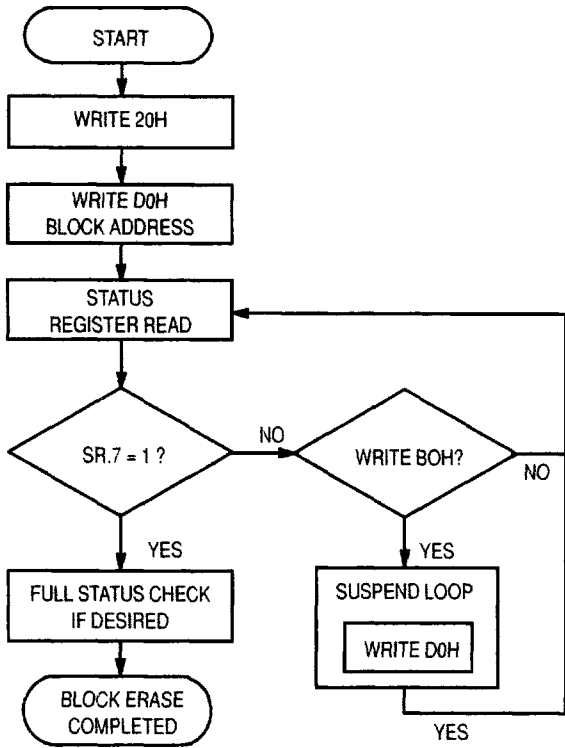 START
WRITE 20H
WRITE D0H
BLOCK ADDRESS
STATUS
REGISTER READ
SR.7 = 1 ?
NO
WRITE BOH?
NO
YES
YES
FULL STATUS CHECK
IF DESIRED
SUSPEND LOOP
WRITE D0H
BLOCK ERASE
COMPLETED
YES